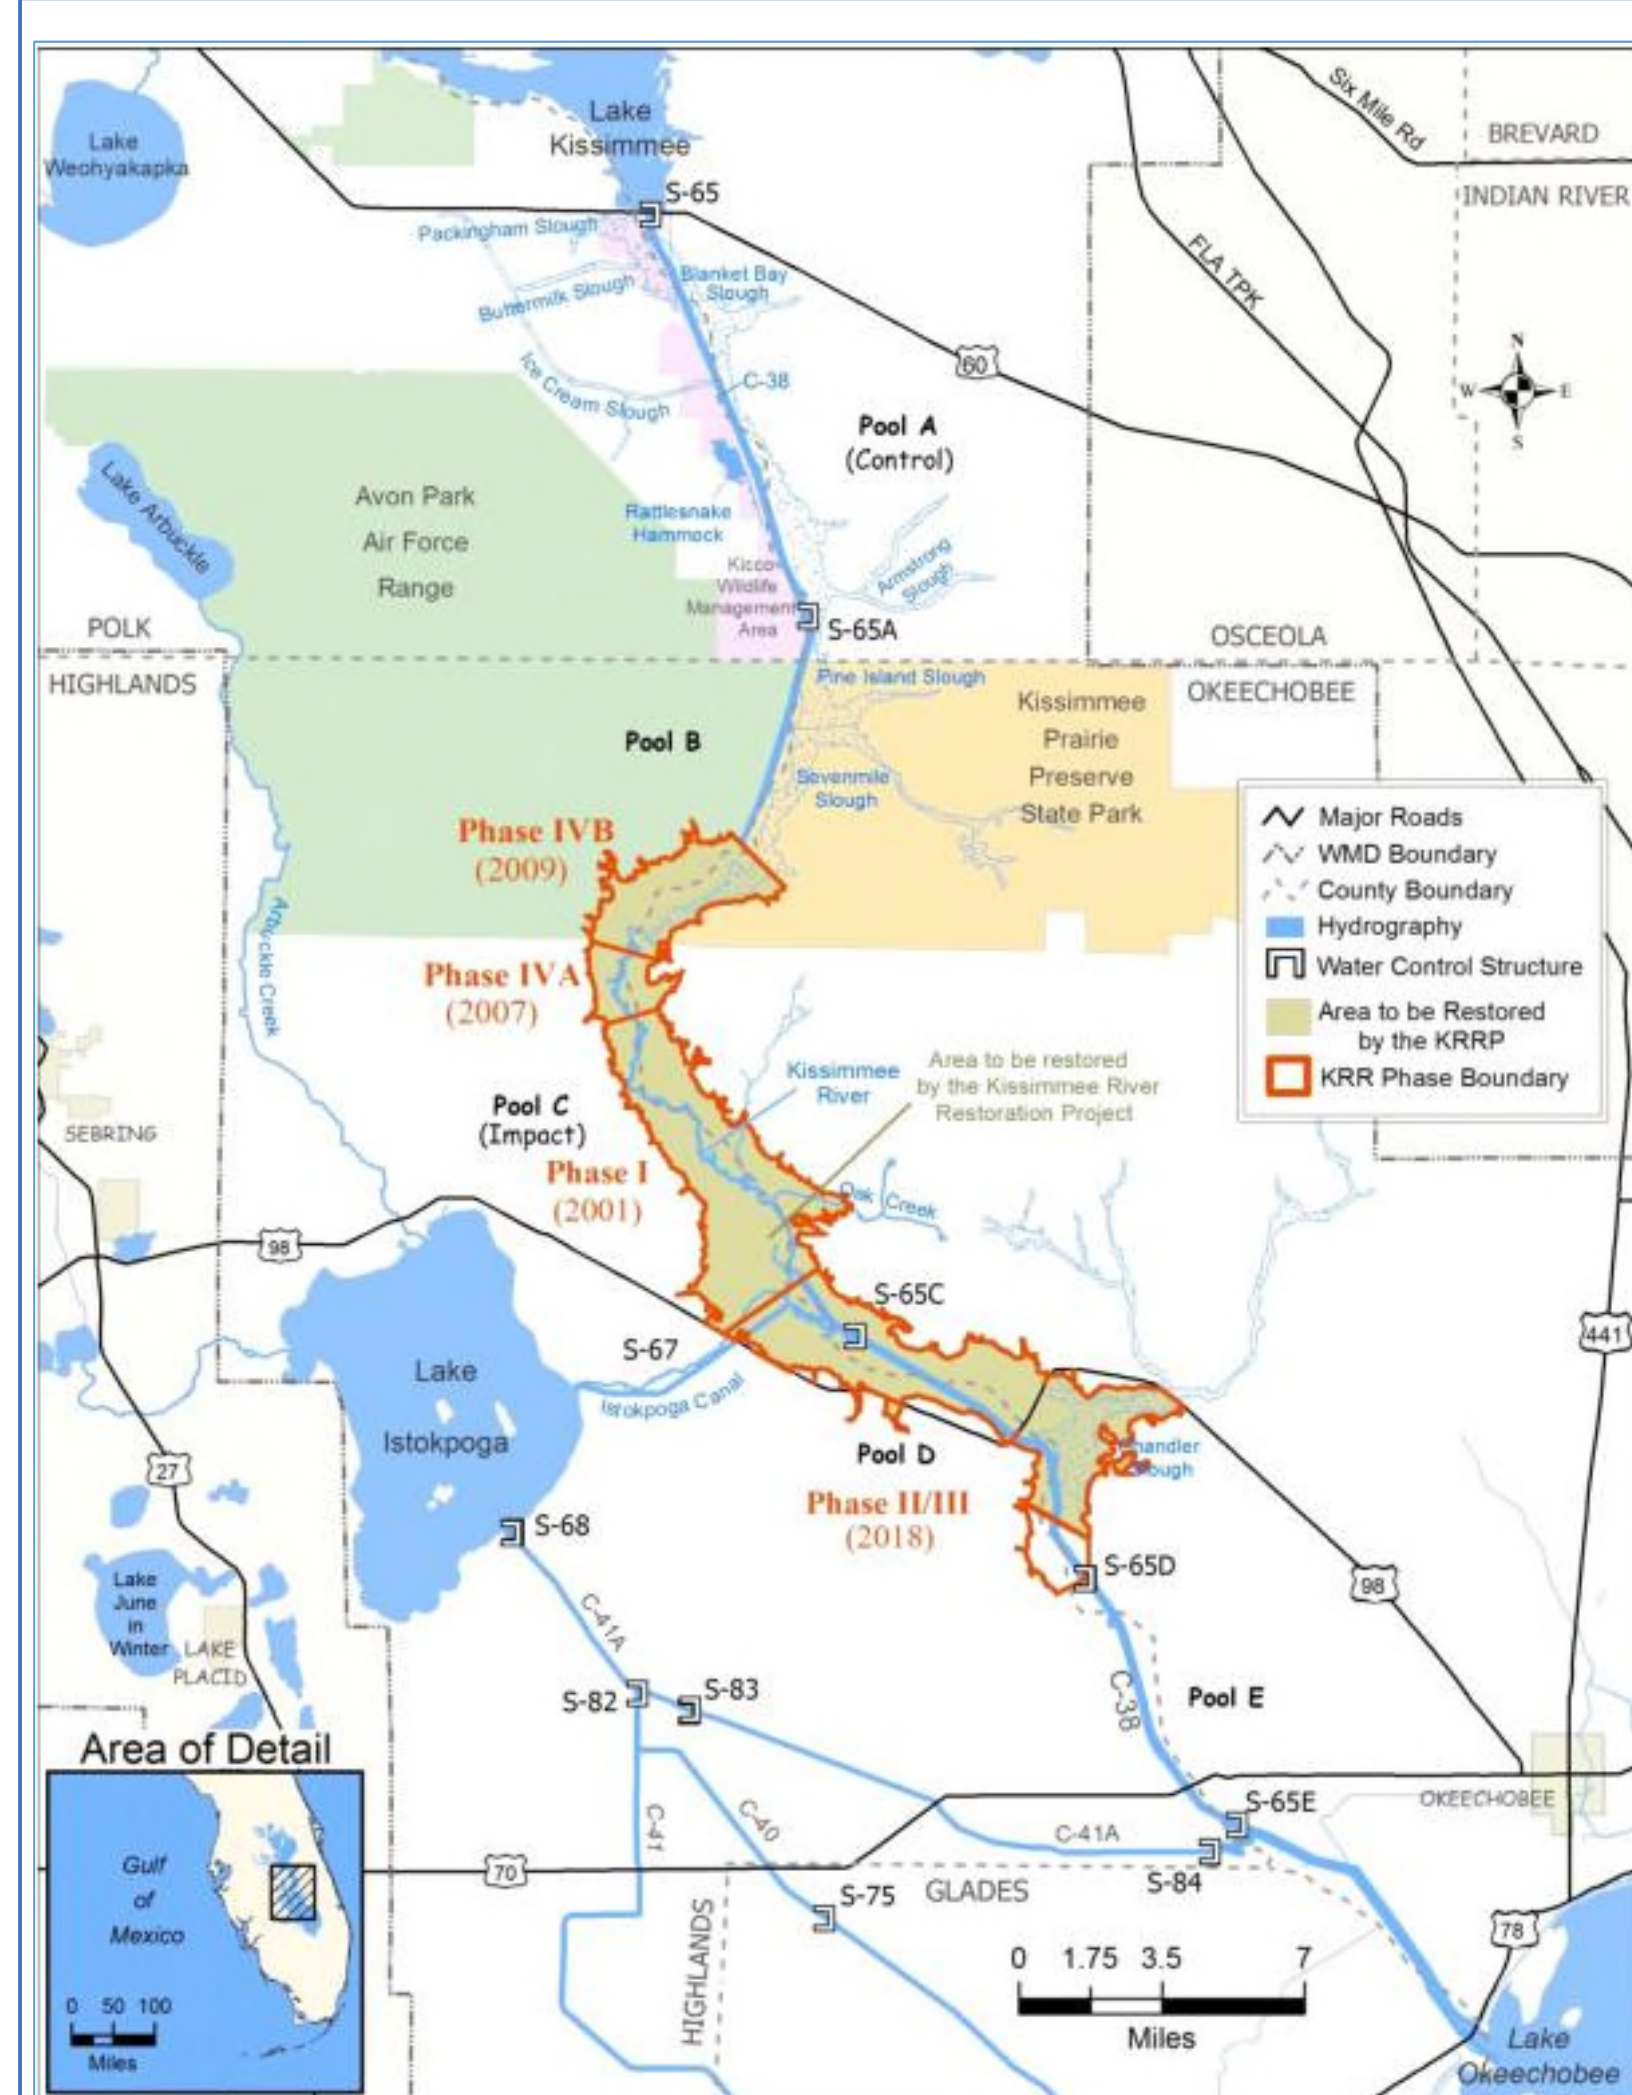 Lake
Weohyakapka
Lake
Kissimmee
Six Mile Rd
BREVARD
INDIAN RIVER
S-65
Packingham Slough
Blanket Bay
Slough
Buttermilk Slough
FLA TPK
60
N
W
E
S
Ice Cream Slough
C-38
Pool A
(Control)
Lake Arbuckle
Avon Park
Air Force
Range
Rattlesnake
Hammock
Kicco
Wildlife
Management
Area
Armstrong
Slough
S-65A
POLK
OSCEOLA
HIGHLANDS
OKEECHOBEE
Pine Island Slough
Kissimmee
Prairie
Preserve
State Park
Pool B
Sevenmile
Slough
Phase IVB
(2009)
Major Roads
WMD Boundary
County Boundary
Hydrography
Water Control Structure
Area to be Restored
by the KRRP
KRR Phase Boundary
Arbuckle Creek
Phase IVA
(2007)
Kissimmee
River
Area to be restored
by the Kissimmee River
Restoration Project
Pool C
(Impact)
SEBRING
Phase I
(2001)
Oak Creek
98
S-65C
441
S-67
Lake
Istokpoga
Istokpoga Canal
Pool D
handler
ough
27
Phase II/III
(2018)
S-68
S-65D
98
Lake
June
in
Winter
LAKE
PLACID
C-41A
S-82
S-83
C-38
Pool E
Area of Detail
S-65E
OKEECHOBEE
C-41
C-40
C-41A
Gulf
of
Mexico
70
S-84
S-75
GLADES
HIGHLANDS
78
0 1.75 3.5 7
Miles
0 50 100
Miles
Lake
Okeechobee